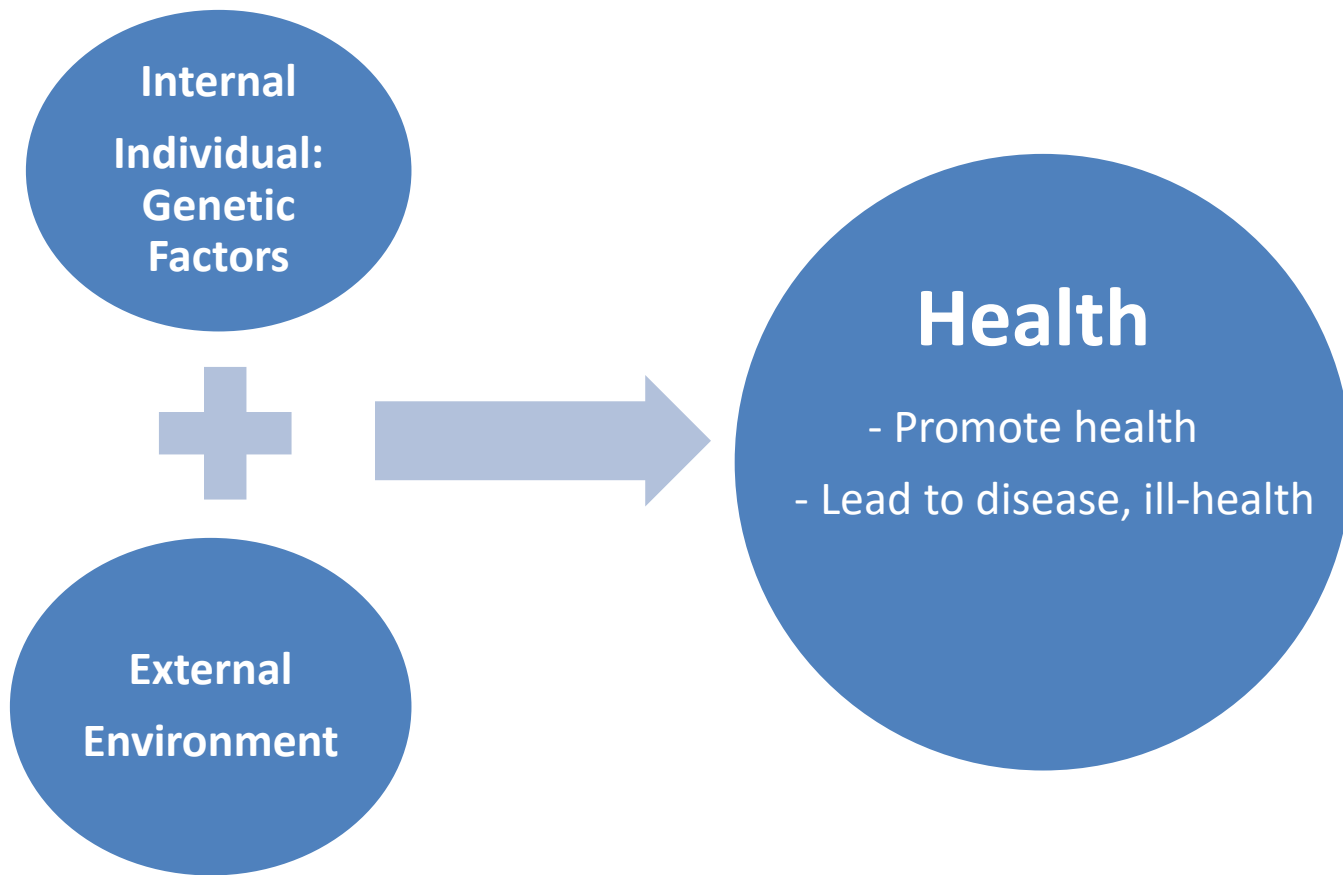 Internal
Individual:
Genetic
Factors
External
Environment
Health
- Promote health
- Lead to disease, ill-health